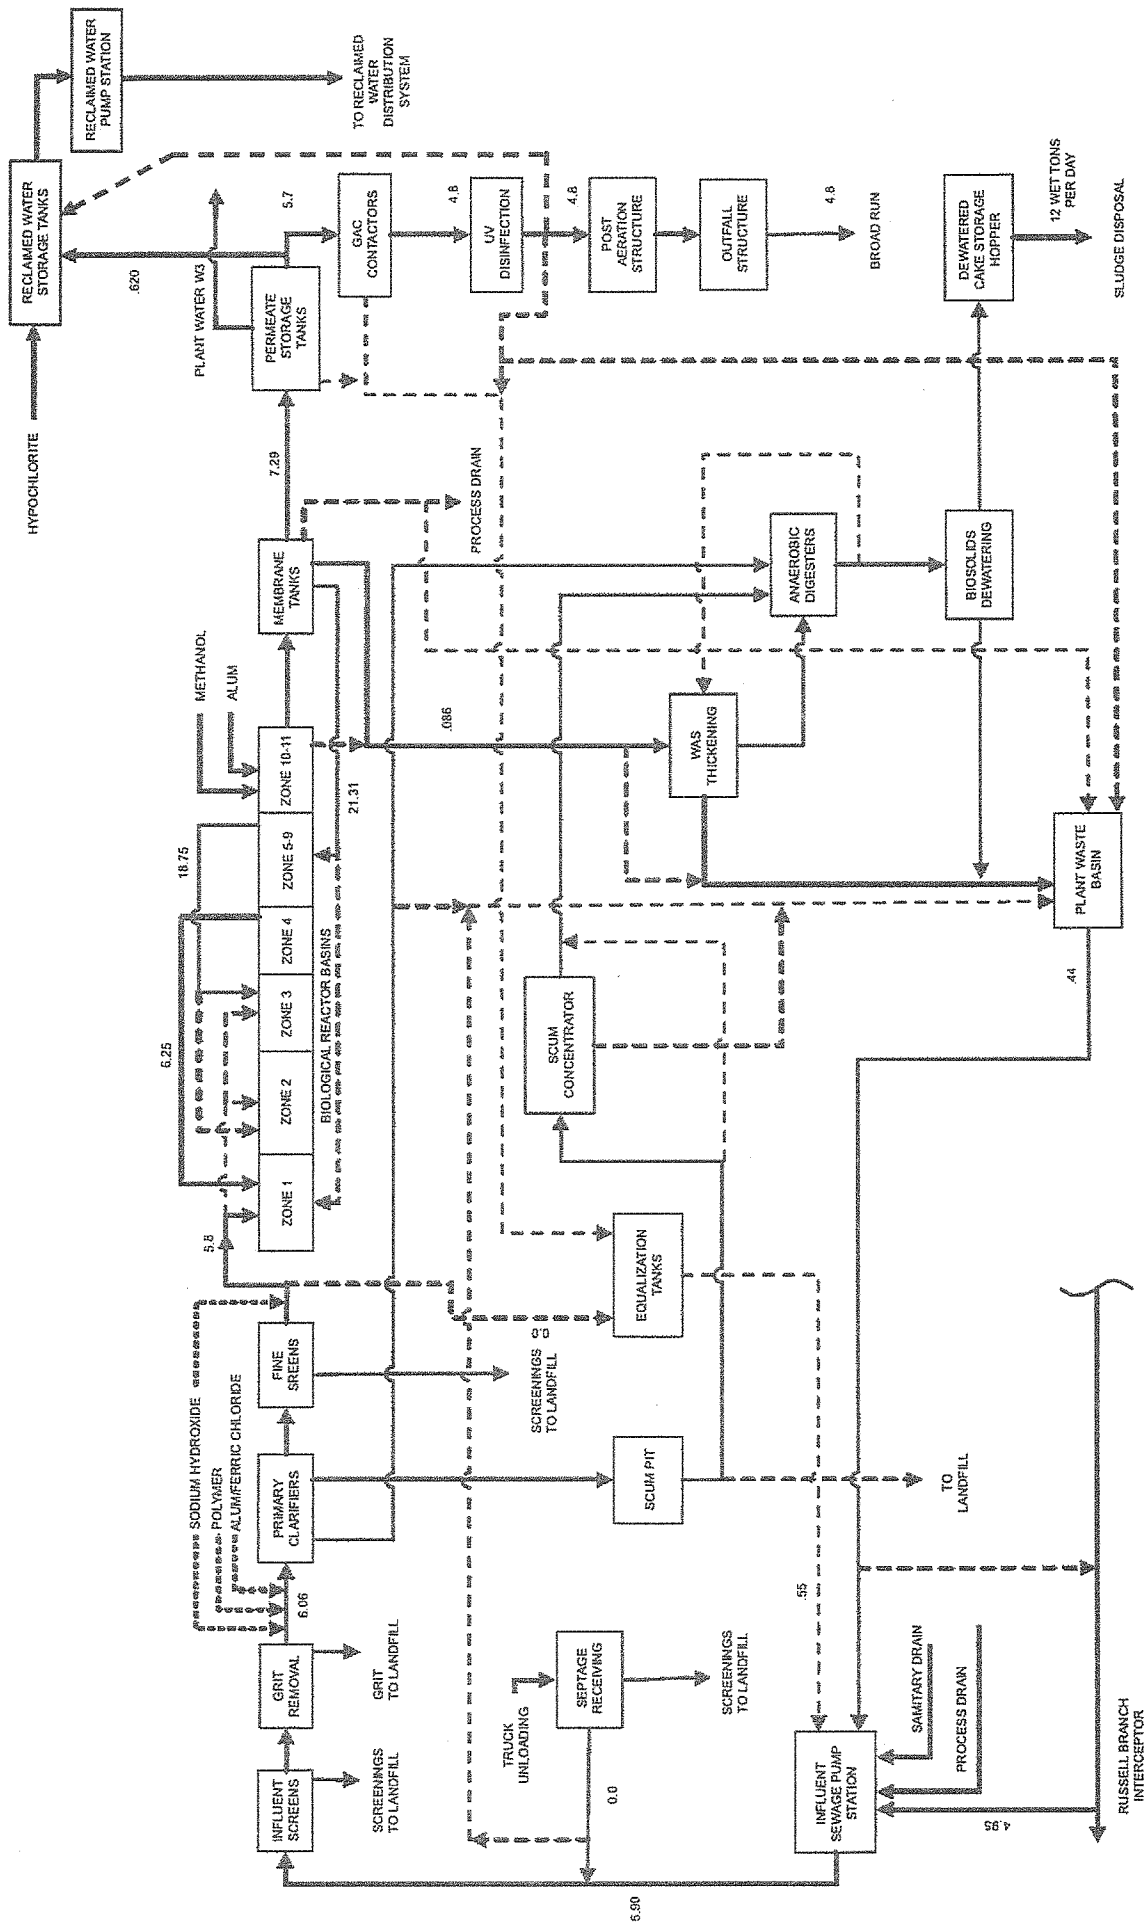 HYPOCHLORITE
RECLAIMED WATER
STORAGE TANKS
RECLAIMED WATER
PUMP STATION
TO RECLAIMED
WATER
DISTRIBUTION
SYSTEM
.620
PLANT WATER W3
PERMEATE
STORAGE
TANKS
5.7
GAC
CONTACTORS
4.8
UV
DISINFECTION
4.8
POST
AERATION
STRUCTURE
OUTFALL
STRUCTURE
4.8
BROAD RUN
SODIUM HYDROXIDE
POLYMER
ALUM/FERRIC CHLORIDE
INFLUENT
SCREENS
SCREENINGS
TO LANDFILL
GRIT
REMOVAL
GRIT
TO LANDFILL
6.06
PRIMARY
CLARIFIERS
FINE
SREENS
SCREENINGS
TO LANDFILL
5.8
6.25
18.75
ZONE 1
ZONE 2
ZONE 3
ZONE 4
ZONE 5-9
ZONE 10-11
BIOLOGICAL REACTOR BASINS
METHANOL
ALUM
21.31
MEMBRANE
TANKS
7.29
PROCESS DRAIN
.086
TRUCK
UNLOADING
SEPTAGE
RECEIVING
SCREENINGS
TO LANDFILL
0.0
SCUM PIT
TO
LANDFILL
0.0
EQUALIZATION
TANKS
SCUM
CONCENTRATOR
WAS
THICKENING
ANAEROBIC
DIGESTERS
BIOSOLIDS
DEWATERING
DEWATERED
CAKE STORAGE
HOPPER
12 WET TONS
PER DAY
SLUDGE DISPOSAL
PLANT WASTE
BASIN
.44
.55
INFLUENT
SEWAGE PUMP
STATION
SAMITARY DRAIN
PROCESS DRAIN
4.95
5.90
RUSSELL BRANCH
INTERCEPTOR